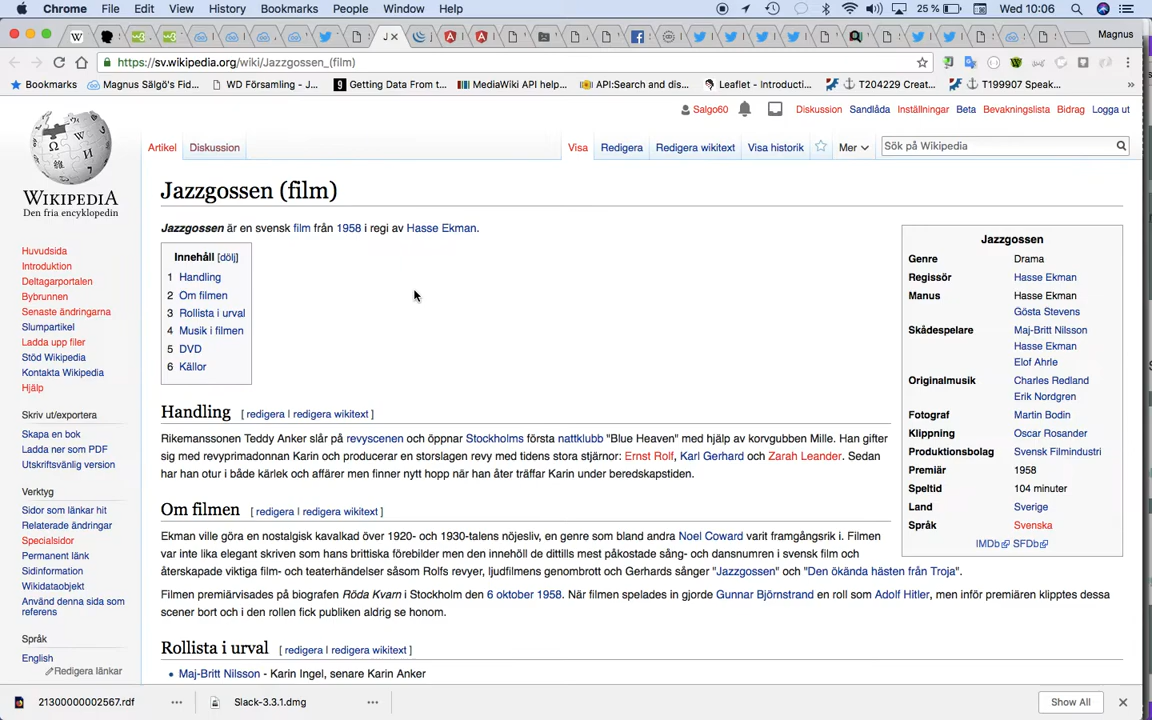 Chrome File Edit View History Bookmarks People Window Help 25 % Wed 10:06
J Magnus
https://sv.wikipedia.org/wiki/Jazzgossen_(film)
Bookmarks Magnus Sälgö's Fid... WD Församling - J... Getting Data From t... MediaWiki API help... API:Search and dis... Leaflet - Introducti... T204229 Creat... T199907 Speak... »
Salgo60 Diskussion Sandlåda Inställningar Beta Bevakningslista Bidrag Logga ut
Artikel Diskussion Visa Redigera Redigera wikitext Visa historik Mer Sök på Wikipedia
WIKIPEDIA
Den fria encyklopedin
Huvudsida
Introduktion
Deltagarportalen
Bybrunnen
Senaste ändringarna
Slumpartikel
Ladda upp filer
Stöd Wikipedia
Kontakta Wikipedia
Hjälp
Skriv ut/exportera
Skapa en bok
Ladda ner som PDF
Utskriftsvänlig version
Verktyg
Sidor som länkar hit
Relaterade ändringar
Specialsidor
Permanent länk
Sidinformation
Wikidataobjekt
Använd denna sida som
referens
Språk
English
Redigera länkar
Jazzgossen (film)
Jazzgossen är en svensk film från 1958 i regi av Hasse Ekman.
Innehåll [dölj]
1 Handling
2 Om filmen
3 Rollista i urval
4 Musik i filmen
5 DVD
6 Källor
Handling [ redigera | redigera wikitext ]
Rikemanssonen Teddy Anker slår på revyscenen och öppnar Stockholms första nattklubb "Blue Heaven" med hjälp av korvgubben Mille. Han gifter
sig med revyprimadonnan Karin och producerar en storslagen revy med tidens stora stjärnor: Ernst Rolf, Karl Gerhard och Zarah Leander. Sedan
har han otur i både kärlek och affärer men finner nytt hopp när han åter träffar Karin under beredskapstiden.
Om filmen [ redigera | redigera wikitext ]
Ekman ville göra en nostalgisk kavalkad över 1920- och 1930-talens nöjesliv, en genre som bland andra Noel Coward varit framgångsrik i. Filmen
var inte lika elegant skriven som hans brittiska förebilder men den innehöll de dittills mest påkostade sång- och dansnumren i svensk film och
återskapade viktiga film- och teaterhändelser såsom Rolfs revyer, ljudfilmens genombrott och Gerhards sånger "Jazzgossen" och "Den ökända hästen från Troja".
Filmen premiärvisades på biografen Röda Kvarn i Stockholm den 6 oktober 1958. När filmen spelades in gjorde Gunnar Björnstrand en roll som Adolf Hitler, men inför premiären klipptes dessa
scener bort och i den rollen fick publiken aldrig se honom.
Rollista i urval [ redigera | redigera wikitext ]
Maj-Britt Nilsson - Karin Ingel, senare Karin Anker
Jazzgossen
Genre Drama
Regissör Hasse Ekman
Manus Hasse Ekman
Gösta Stevens
Skådespelare Maj-Britt Nilsson
Hasse Ekman
Elof Ahrle
Originalmusik Charles Redland
Erik Nordgren
Fotograf Martin Bodin
Klippning Oscar Rosander
Produktionsbolag Svensk Filmindustri
Premiär 1958
Speltid 104 minuter
Land Sverige
Språk Svenska
IMDb SFDb
21300000002567.rdf Slack-3.3.1.dmg Show All